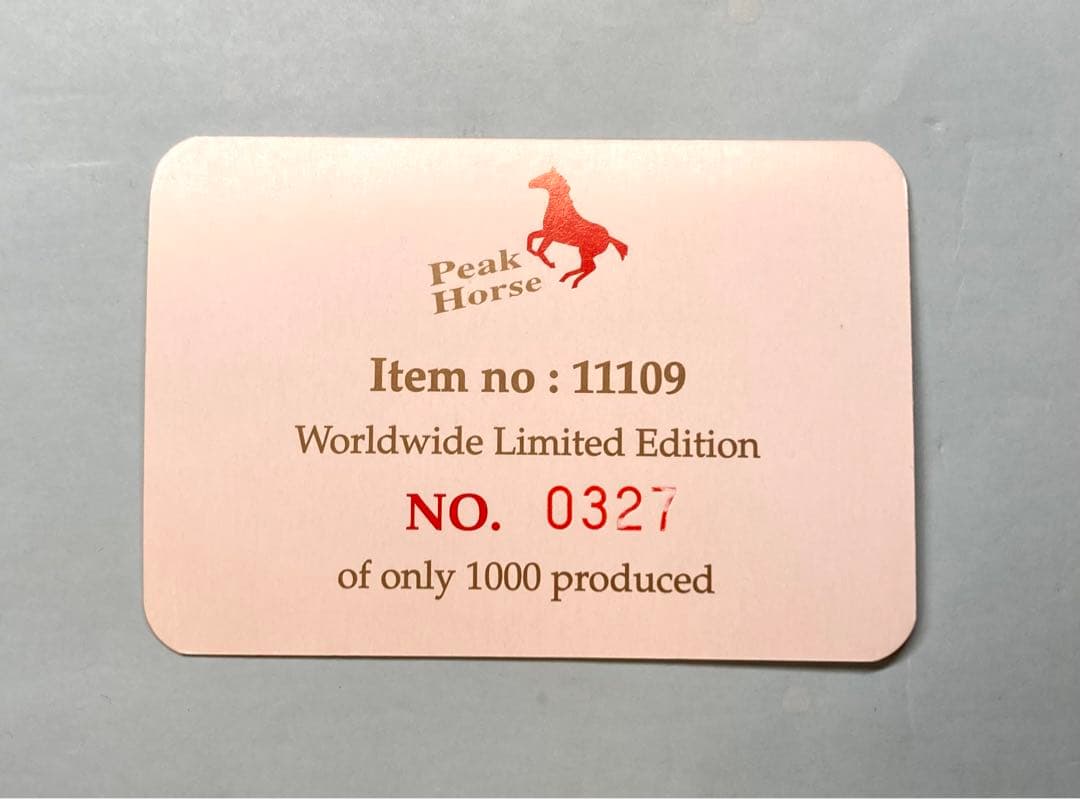 Peak
Horse
Item no : 11109
Worldwide Limited Edition
NO. 0327
of only 1000 produced